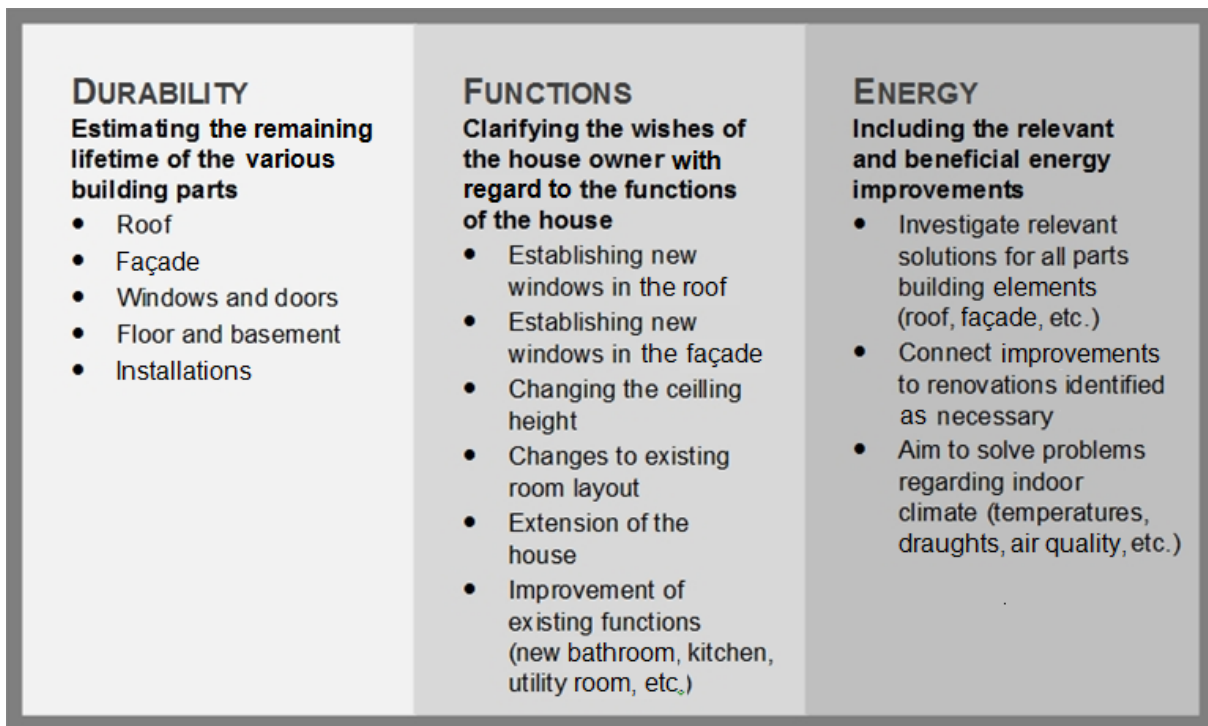 DURABILITY
Estimating the remaining
lifetime of the various
building parts
• Roof
• Façade
• Windows and doors
• Floor and basement
• Installations
FUNCTIONS
Clarifying the wishes of
the house owner with
regard to the functions
of the house
• Establishing new
windows in the roof
• Establishing new
windows in the façade
• Changing the ceilling
height
• Changes to existing
room layout
• Extension of the
house
• Improvement of
existing functions
(new bathroom, kitchen,
utility room, etc.)
ENERGY
Including the relevant
and beneficial energy
improvements
• Investigate relevant
solutions for all parts
building elements
(roof, façade, etc.)
• Connect improvements
to renovations identified
as necessary
• Aim to solve problems
regarding indoor
climate (temperatures,
draughts, air quality, etc.)